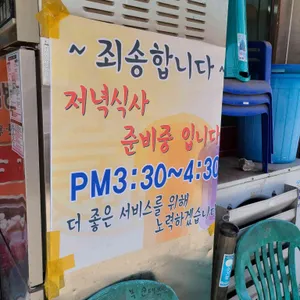 ~ 죄송합니다 ~
저녁식사
준비중 입니다
PM3:30~4:30
더 좋은 서비스를 위해
노력하겠습니다